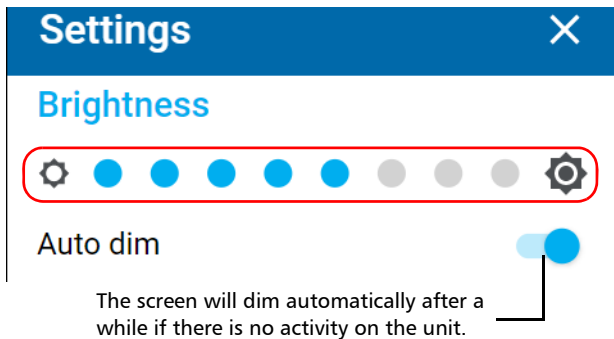 Settings
Brightness
Auto dim
The screen will dim automatically after a
while if there is no activity on the unit.